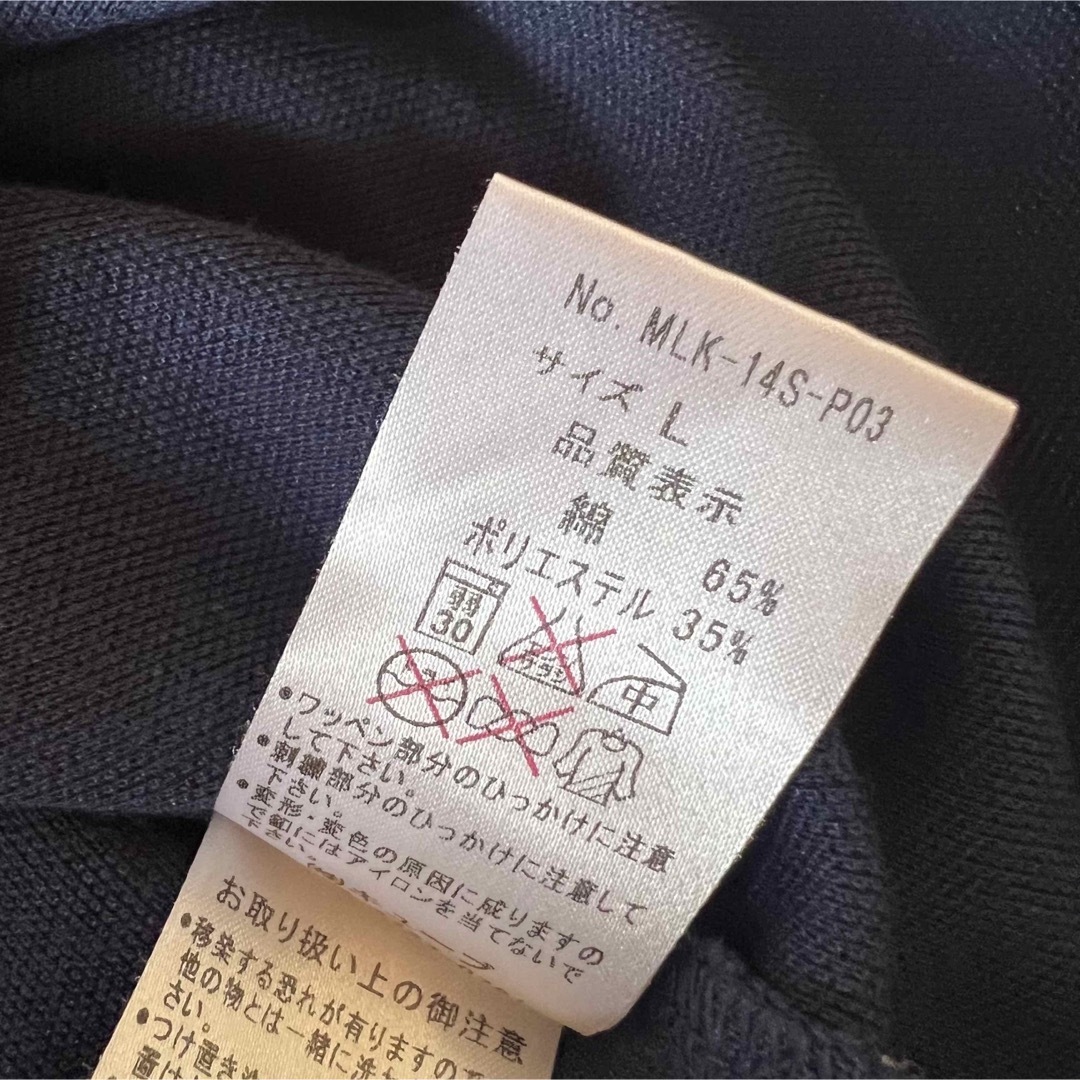 No. MLK-14S-P03
サイズ L
品質表示
綿 65%
ポリエステル 35%
弱
30
中
•ワッペン部分のひっかけに注意
して下さい。
•刺繍部分のひっかけに注意して
下さい。
•変形・変色の原因に成りますの
で釦にはアイロンを当てないで
下さい。
お取り扱い上の御注意
•移染する恐れが有りますので
他の物とは一緒に洗わ
さい。
•つけ置き